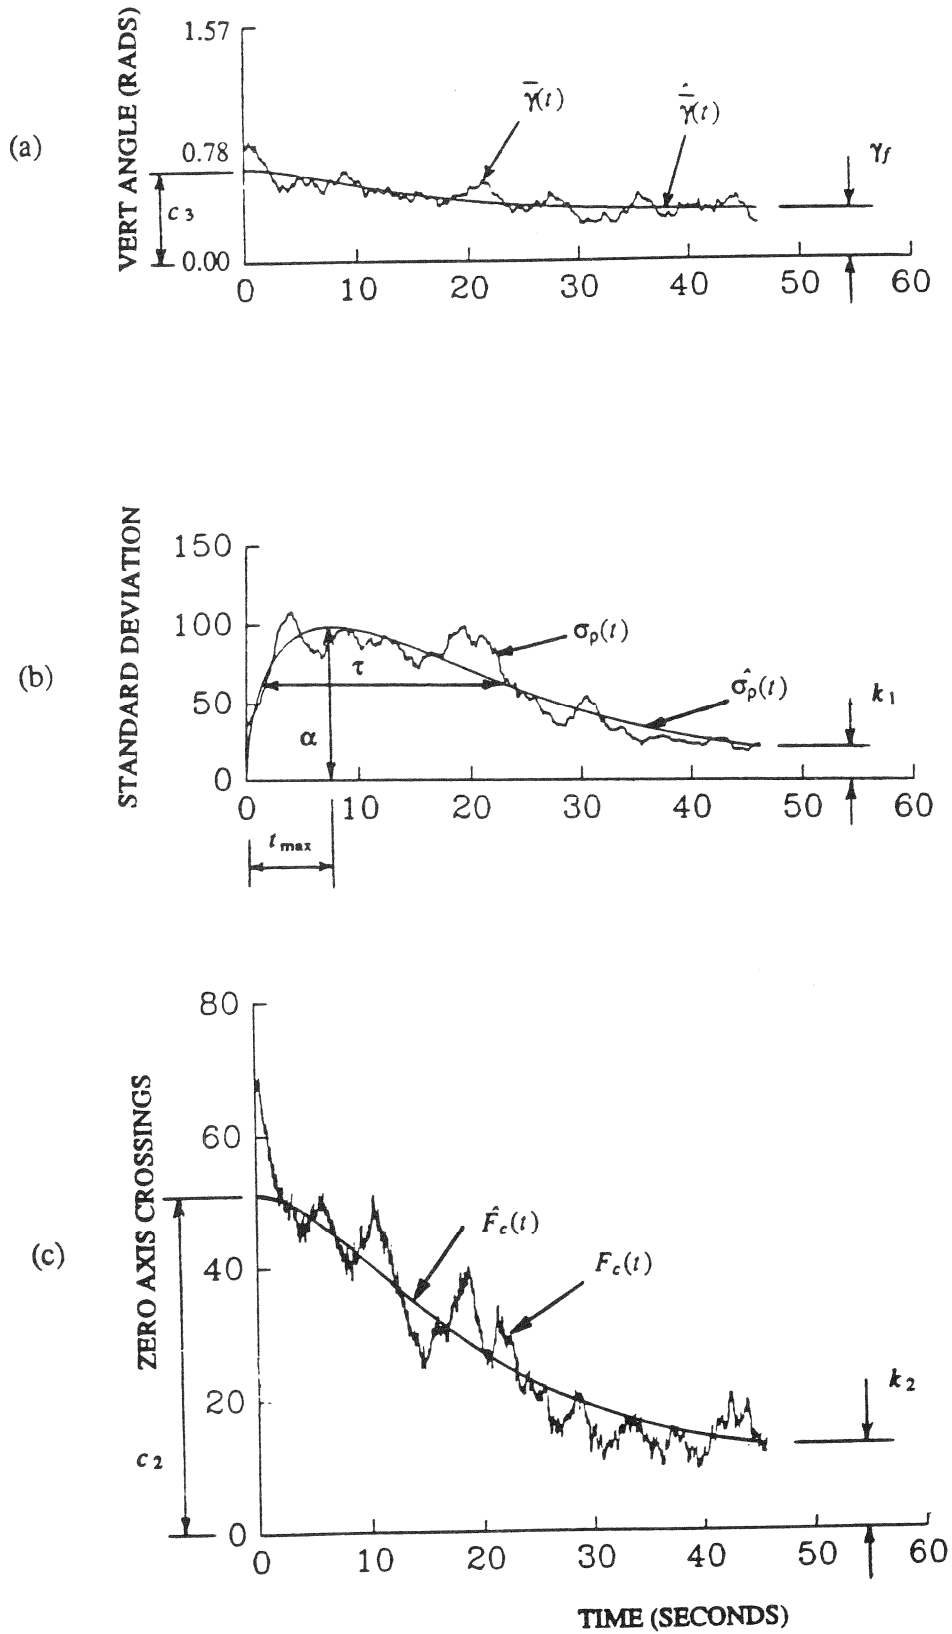 (a)
VERT ANGLE (RADS)
1.57
0.78
0.00
c3
γ̄(t)
γ̄̂(t)
γf
0 10 20 30 40 50 60
(b)
STANDARD DEVIATION
150
100
50
0
σρ(t)
σ̂ρ(t)
τ
α
k1
0 10 20 30 40 50 60
tmax
(c)
ZERO AXIS CROSSINGS
80
60
40
20
0
F̂c(t)
Fc(t)
k2
c2
0 10 20 30 40 50 60
TIME (SECONDS)